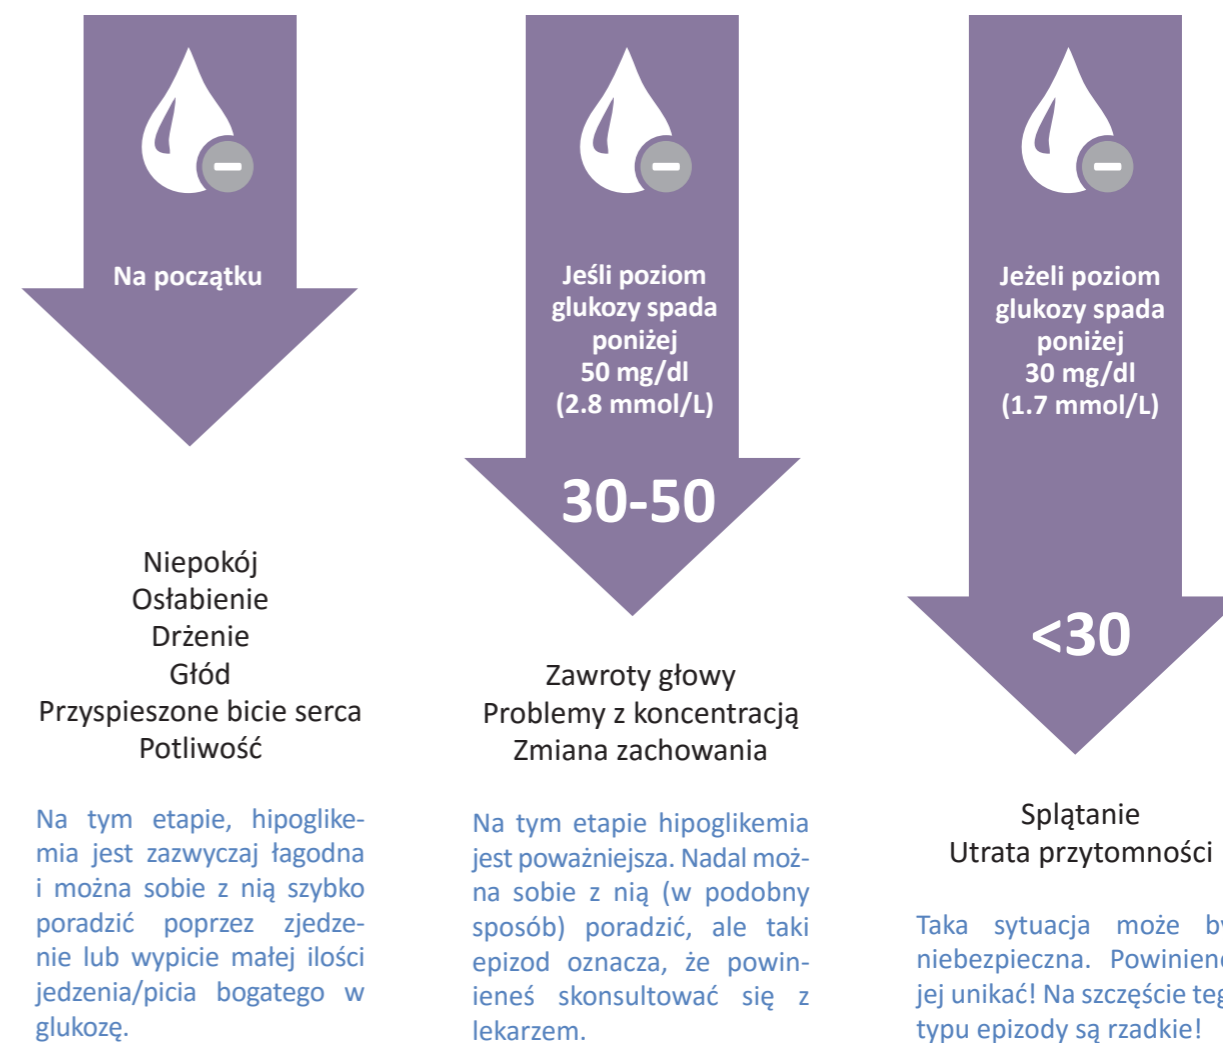 Na początku
Niepokój
Osłabienie
Drżenie
Głód
Przyspieszone bicie serca
Potliwość
Na tym etapie, hipoglike-
mia jest zazwyczaj łagodna
i można sobie z nią szybko
poradzić poprzez zjedze-
nie lub wypicie małej ilości
jedzenia/picia bogatego w
glukozę.
Jeśli poziom
glukozy spada
poniżej
50 mg/dl
(2.8 mmol/L)
30-50
Zawroty głowy
Problemy z koncentracją
Zmiana zachowania
Na tym etapie hipoglikemia
jest poważniejsza. Nadal moż-
na sobie z nią (w podobny
sposób) poradzić, ale taki
epizod oznacza, że powin-
ieneś skonsultować się z
lekarzem.
Jeżeli poziom
glukozy spada
poniżej
30 mg/dl
(1.7 mmol/L)
<30
Splątanie
Utrata przytomności
Taka sytuacja może
niebezpieczna.
jej unikać! Na szczęście
typu epizody są rzadkie!